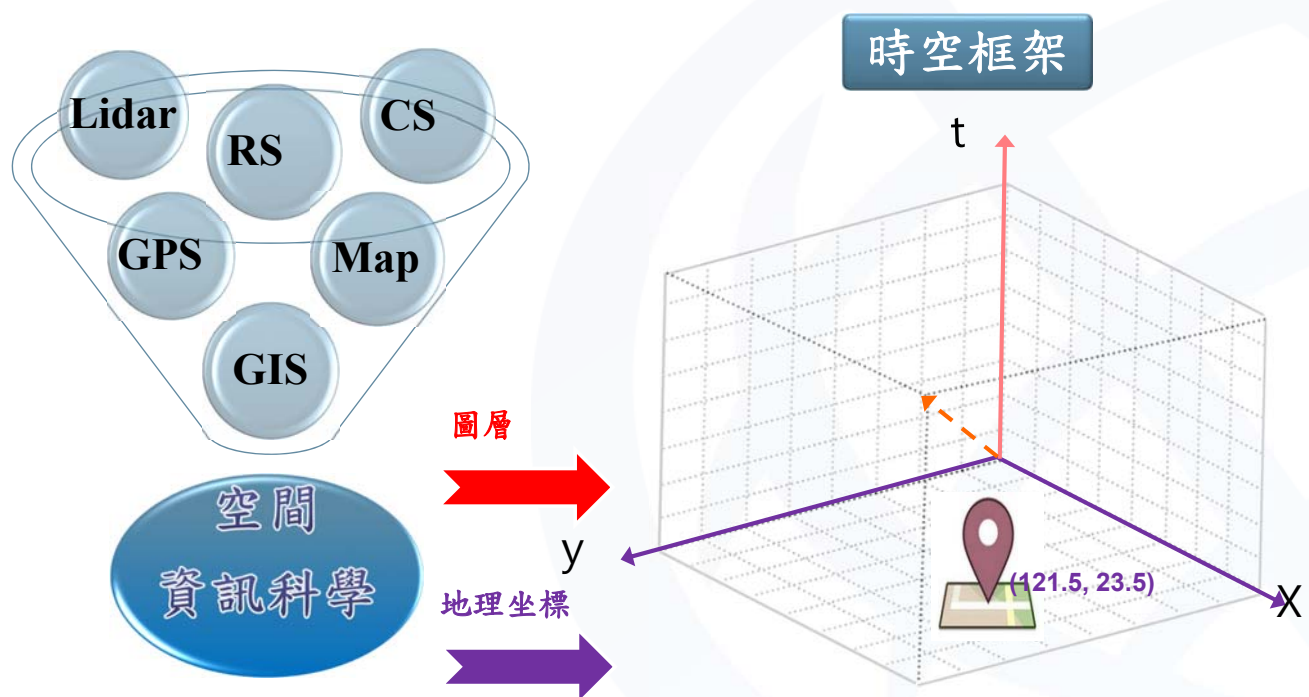 Lidar
RS
CS
GPS
Map
GIS
空間
資訊科學
圖層
地理坐標
時空框架
t
y
X
(121.5, 23.5)